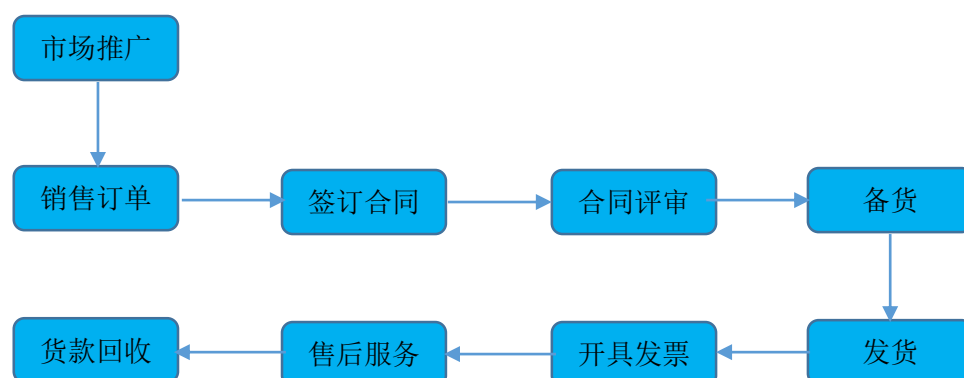 市场推广
销售订单
签订合同
合同评审
备货
发货
开具发票
售后服务
货款回收